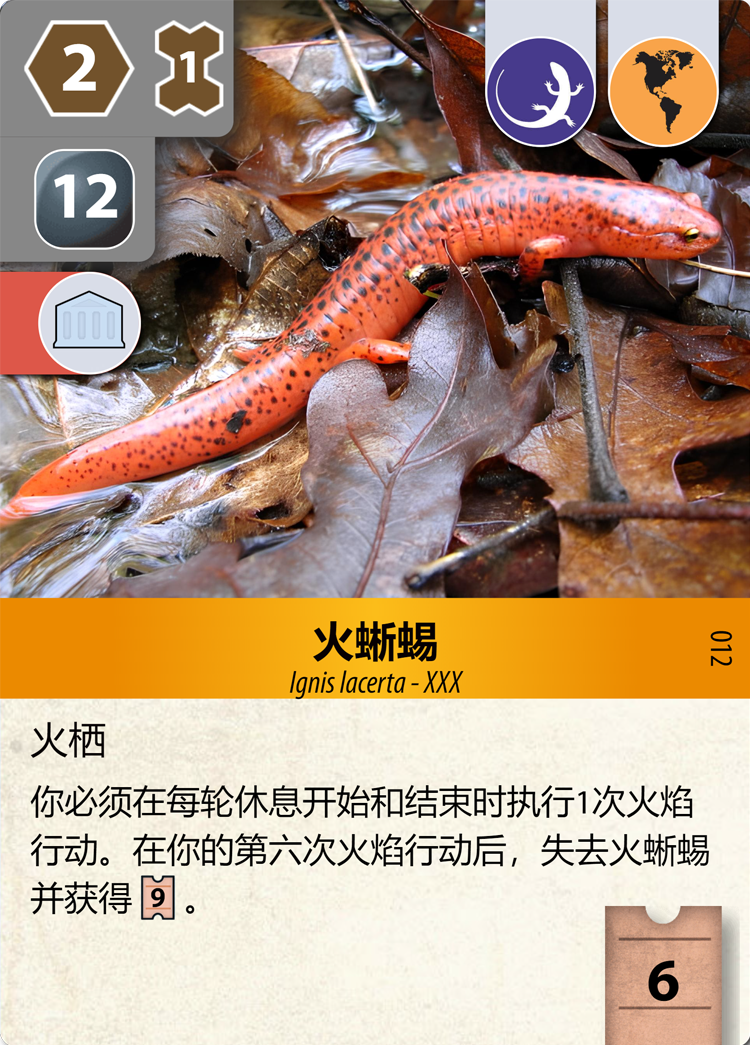 2
1
12
火蜥蜴
Ignis lacerta - XXX
012
火栖
你必须在每轮休息开始和结束时执行1次火焰
行动。在你的第六次火焰行动后，失去火蜥蜴
并获得 9 。
6